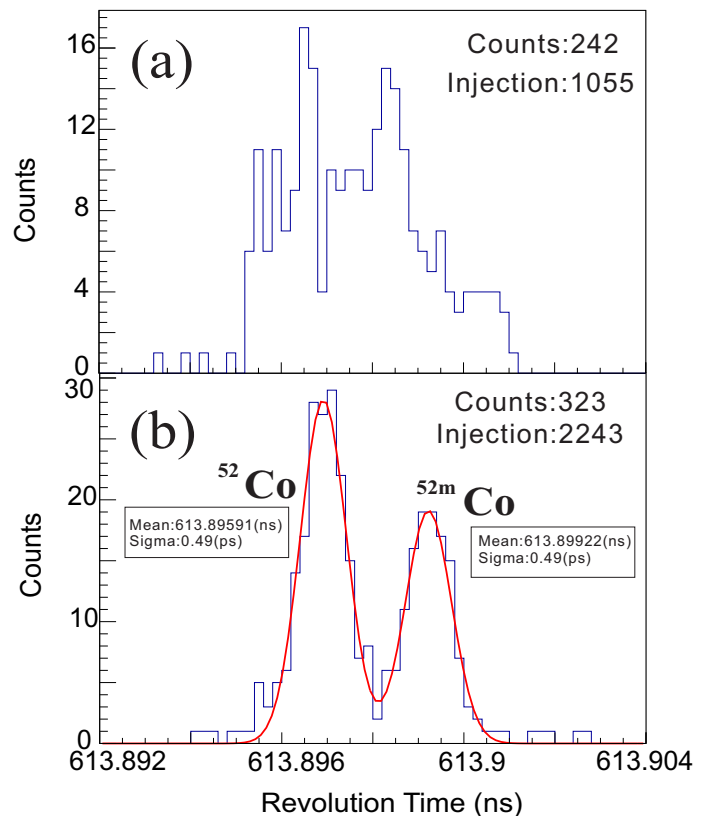 16
12
8
4
0
Counts
(a)
Counts:242
Injection:1055
30
20
10
0
Counts
(b)
Counts:323
Injection:2243
52Co
52mCo
Mean:613.89591(ns)
Sigma:0.49(ps)
Mean:613.89922(ns)
Sigma:0.49(ps)
613.892
613.896
613.9
613.904
Revolution Time (ns)